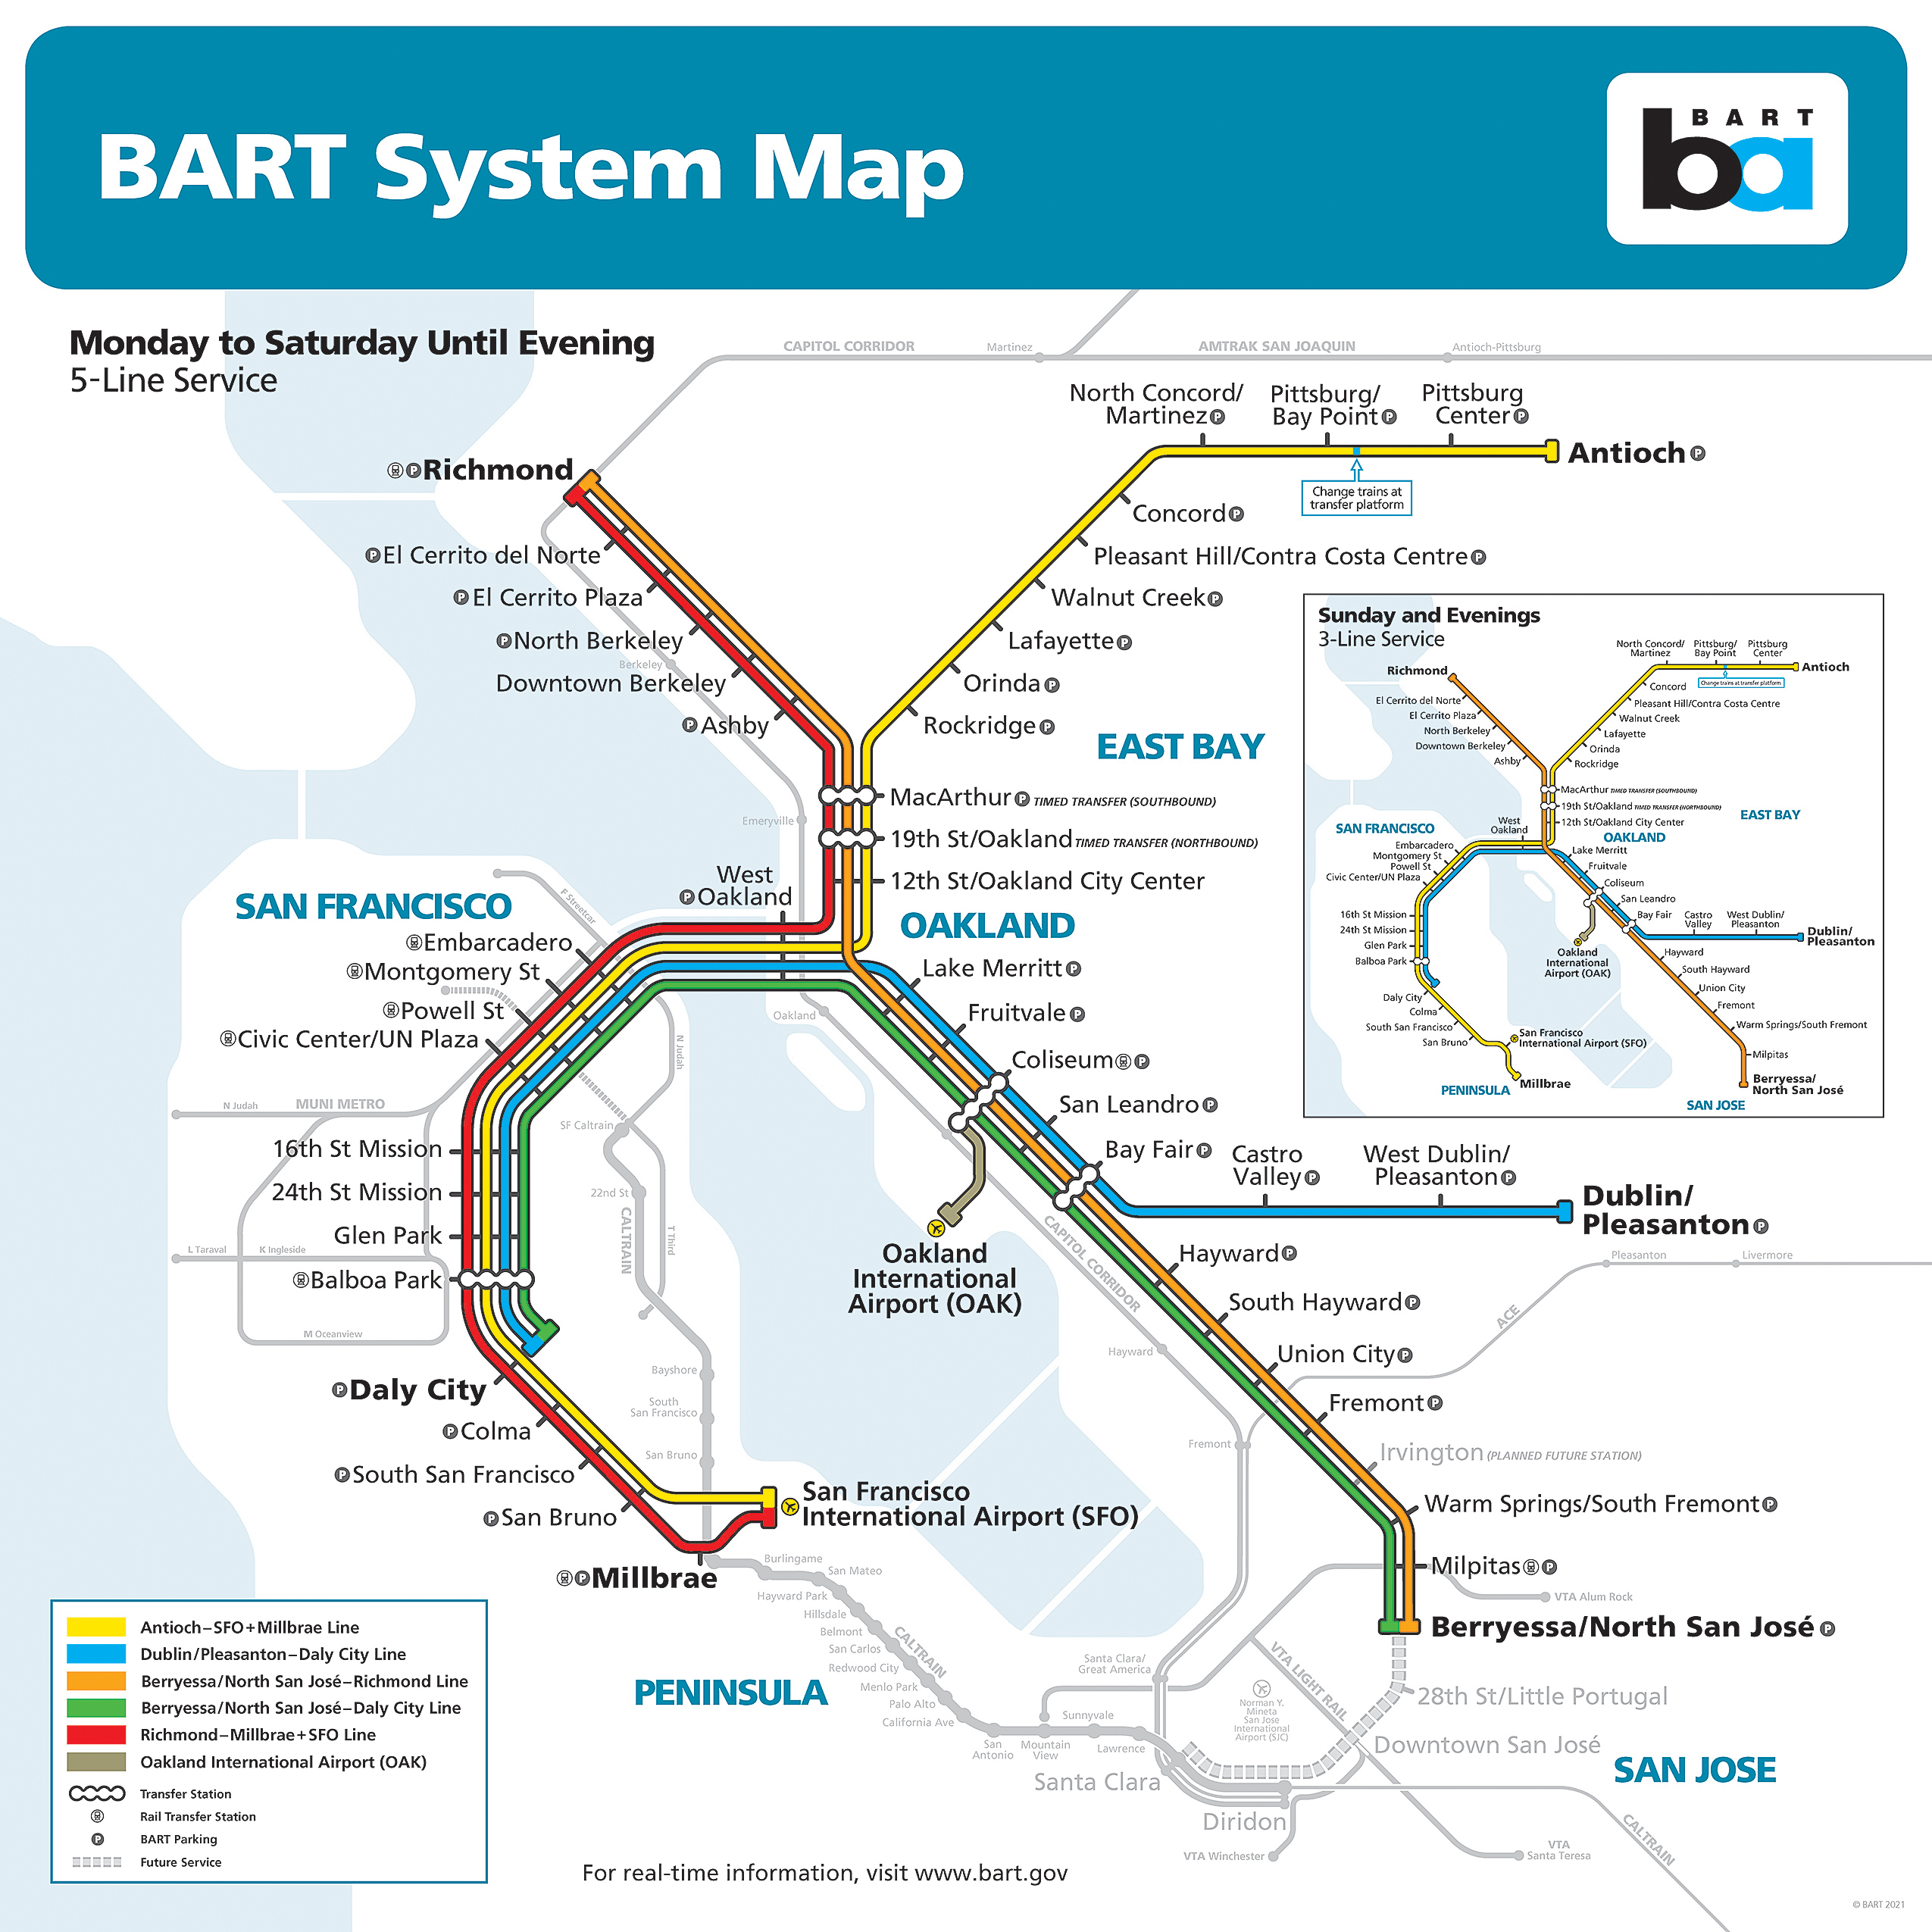 BART System Map
BART
ba
Monday to Saturday Until Evening
5-Line Service
CAPITOL CORRIDOR
Martinez
AMTRAK SAN JOAQUIN
Antioch-Pittsburg
North Concord/
Martinez P
Pittsburg/
Bay Point P
Pittsburg
Center P
Antioch P
Change trains at
transfer platform
Richmond
P El Cerrito del Norte
P El Cerrito Plaza
P North Berkeley
Berkeley
Downtown Berkeley
P Ashby
Concord P
Pleasant Hill/Contra Costa Centre P
Walnut Creek P
Lafayette P
Orinda P
Rockridge P
EAST BAY
MacArthur P TIMED TRANSFER (SOUTHBOUND)
Emeryville
19th St/Oakland TIMED TRANSFER (NORTHBOUND)
12th St/Oakland City Center
West
P Oakland
OAKLAND
SAN FRANCISCO
F Streetcar
Embarcadero
Montgomery St
Powell St
Civic Center/UN Plaza
N Judah
MUNI METRO
N Judah
Oakland
SF Caltrain
16th St Mission
24th St Mission
Glen Park
Balboa Park
22nd St
CALTRAIN
T Third
L Taraval
K Ingleside
M Oceanview
Lake Merritt P
Fruitvale P
Coliseum P
San Leandro P
Bay Fair P
Castro
Valley P
West Dublin/
Pleasanton P
Dublin/
Pleasanton P
Oakland
International
Airport (OAK)
CAPITOL CORRIDOR
Hayward P
South Hayward P
Union City P
Fremont P
Irvington (PLANNED FUTURE STATION)
Warm Springs/South Fremont P
Milpitas P
Berryessa/North San José P
Pleasanton
Livermore
ACE
Hayward
Fremont
P Daly City
P Colma
P South San Francisco
P San Bruno
P Millbrae
Bayshore
South
San Francisco
San Bruno
San Francisco
International Airport (SFO)
Burlingame
San Mateo
Hayward Park
Hillsdale
Belmont
San Carlos
Redwood City
Menlo Park
Palo Alto
California Ave
CALTRAIN
San
Antonio
Mountain
View
Sunnyvale
Lawrence
Santa Clara/
Great America
PENINSULA
VTA Alum Rock
VTA LIGHT RAIL
Norman Y.
Mineta
San Jose
International
Airport (SJC)
28th St/Little Portugal
Downtown San José
SAN JOSE
Santa Clara
Diridon
VTA Winchester
VTA
Santa Teresa
CALTRAIN
Sunday and Evenings
3-Line Service
North Concord/
Martinez
Pittsburg/
Bay Point
Pittsburg
Center
Antioch
Change trains at transfer platform
Richmond
El Cerrito del Norte
El Cerrito Plaza
North Berkeley
Downtown Berkeley
Ashby
Concord
Pleasant Hill/Contra Costa Centre
Walnut Creek
Lafayette
Orinda
Rockridge
MacArthur TIMED TRANSFER (SOUTHBOUND)
19th St/Oakland TIMED TRANSFER (NORTHBOUND)
12th St/Oakland City Center
EAST BAY
West
Oakland
OAKLAND
SAN FRANCISCO
Embarcadero
Montgomery St
Powell St
Civic Center/UN Plaza
16th St Mission
24th St Mission
Glen Park
Balboa Park
Daly City
Colma
South San Francisco
San Bruno
San Francisco
International Airport (SFO)
Millbrae
PENINSULA
Lake Merritt
Fruitvale
Coliseum
San Leandro
Bay Fair
Castro
Valley
West Dublin/
Pleasanton
Dublin/
Pleasanton
Oakland
International
Airport (OAK)
Hayward
South Hayward
Union City
Fremont
Warm Springs/South Fremont
Milpitas
Berryessa/
North San José
SAN JOSE
Antioch–SFO+Millbrae Line
Dublin/Pleasanton–Daly City Line
Berryessa/North San José–Richmond Line
Berryessa/North San José–Daly City Line
Richmond–Millbrae+SFO Line
Oakland International Airport (OAK)
Transfer Station
Rail Transfer Station
P BART Parking
Future Service
For real-time information, visit www.bart.gov
© BART 2021